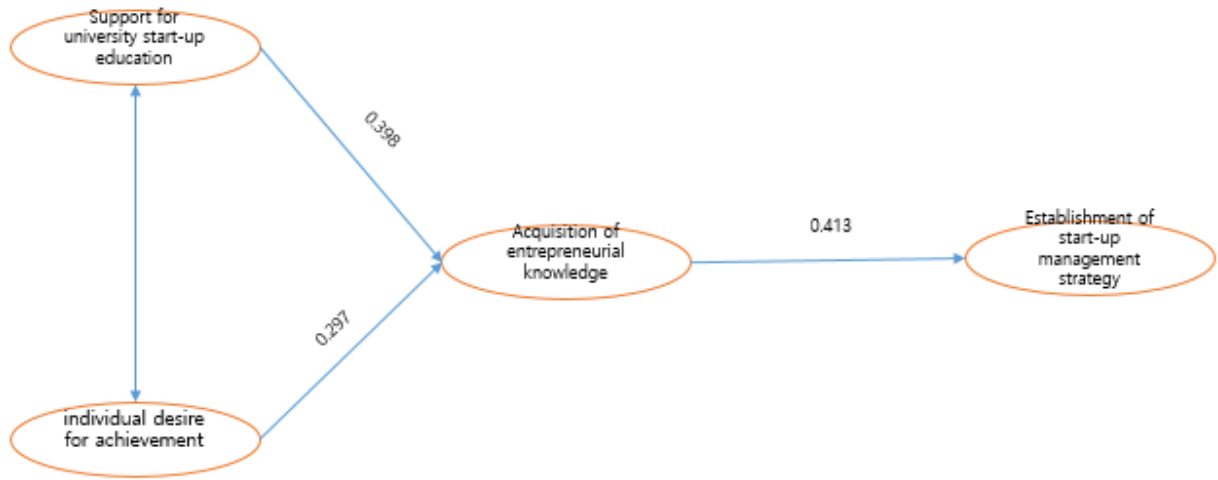 Support for
university start-up
education
0.398
Acquisition of
entrepreneurial
knowledge
0.413
Establishment of
start-up
management
strategy
0.297
individual desire
for achievement